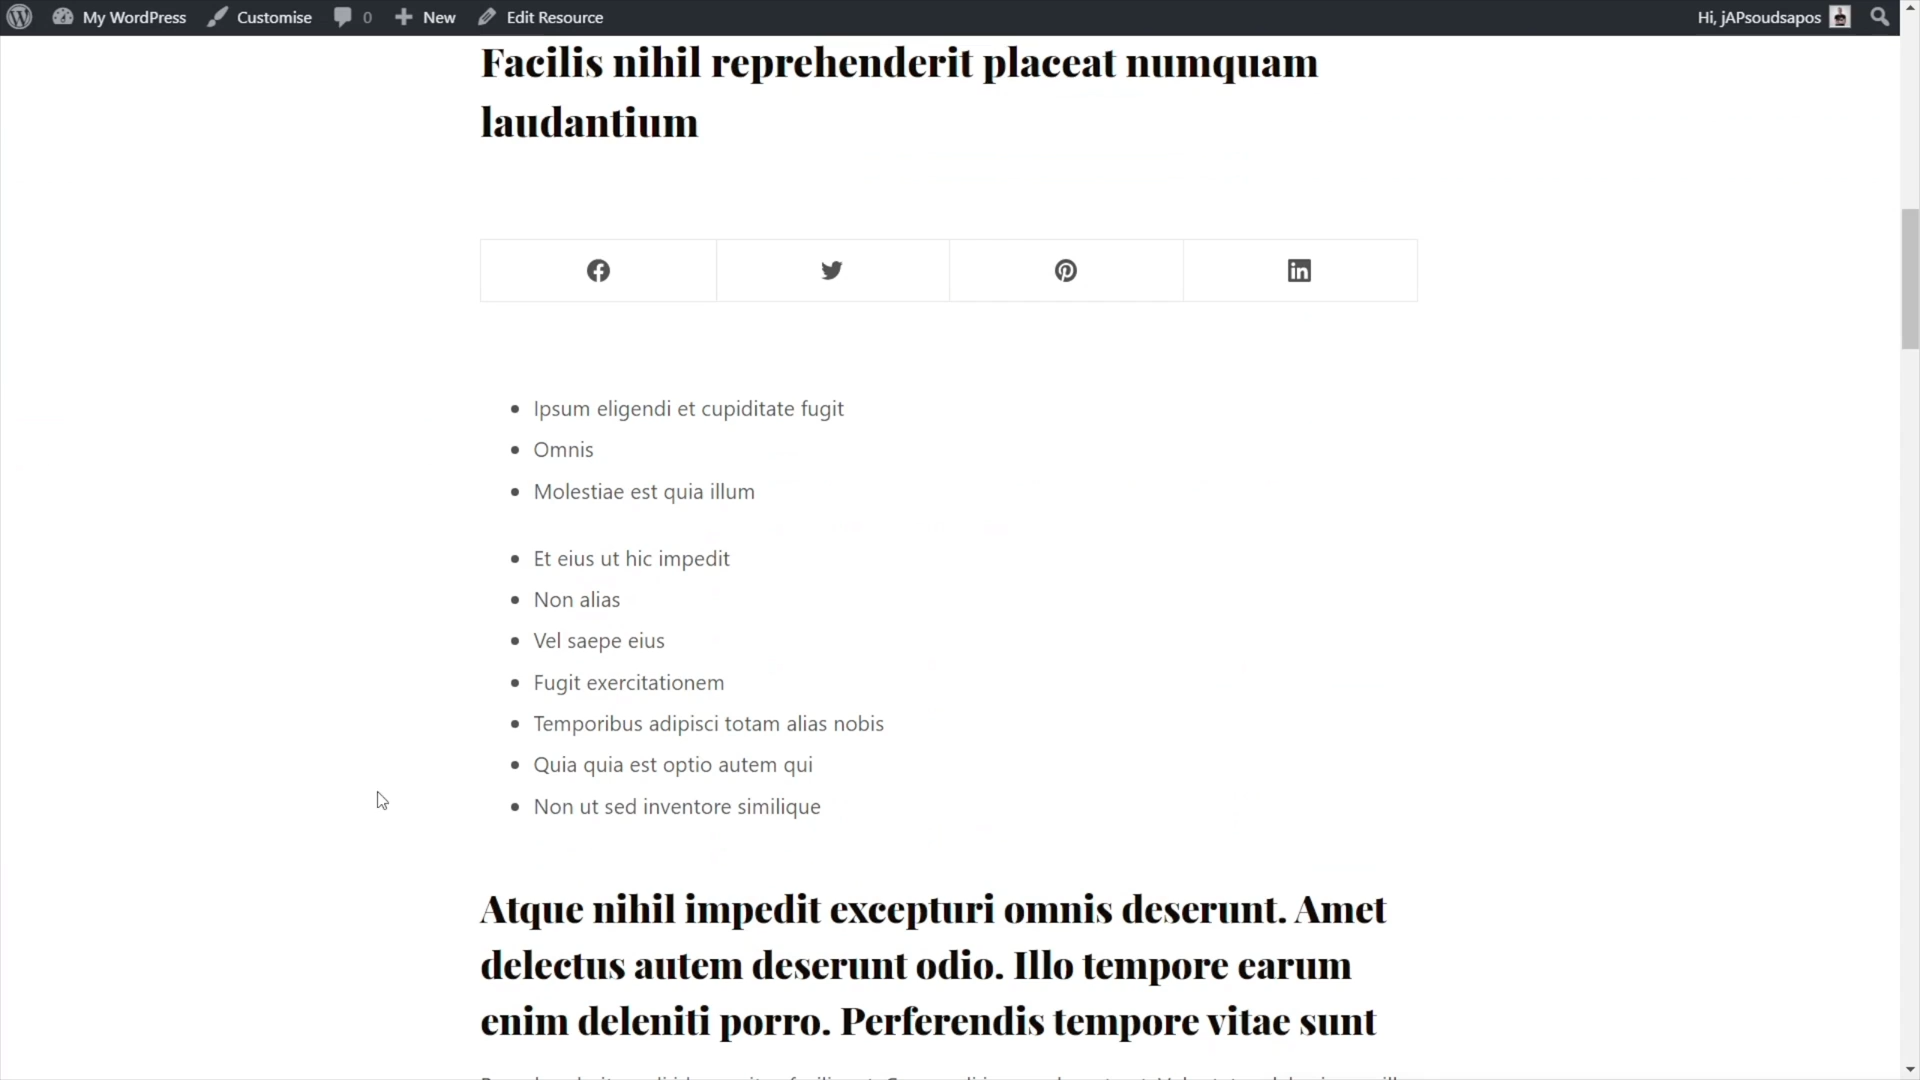 My WordPress Customise 0 New Edit Resource Hi, jAPsoudsapos
Facilis nihil reprehenderit placeat numquam
laudantium
Ipsum eligendi et cupiditate fugit
Omnis
Molestiae est quia illum
Et eius ut hic impedit
Non alias
Vel saepe eius
Fugit exercitationem
Temporibus adipisci totam alias nobis
Quia quia est optio autem qui
Non ut sed inventore similique
Atque nihil impedit excepturi omnis deserunt. Amet
delectus autem deserunt odio. Illo tempore earum
enim deleniti porro. Perferendis tempore vitae sunt